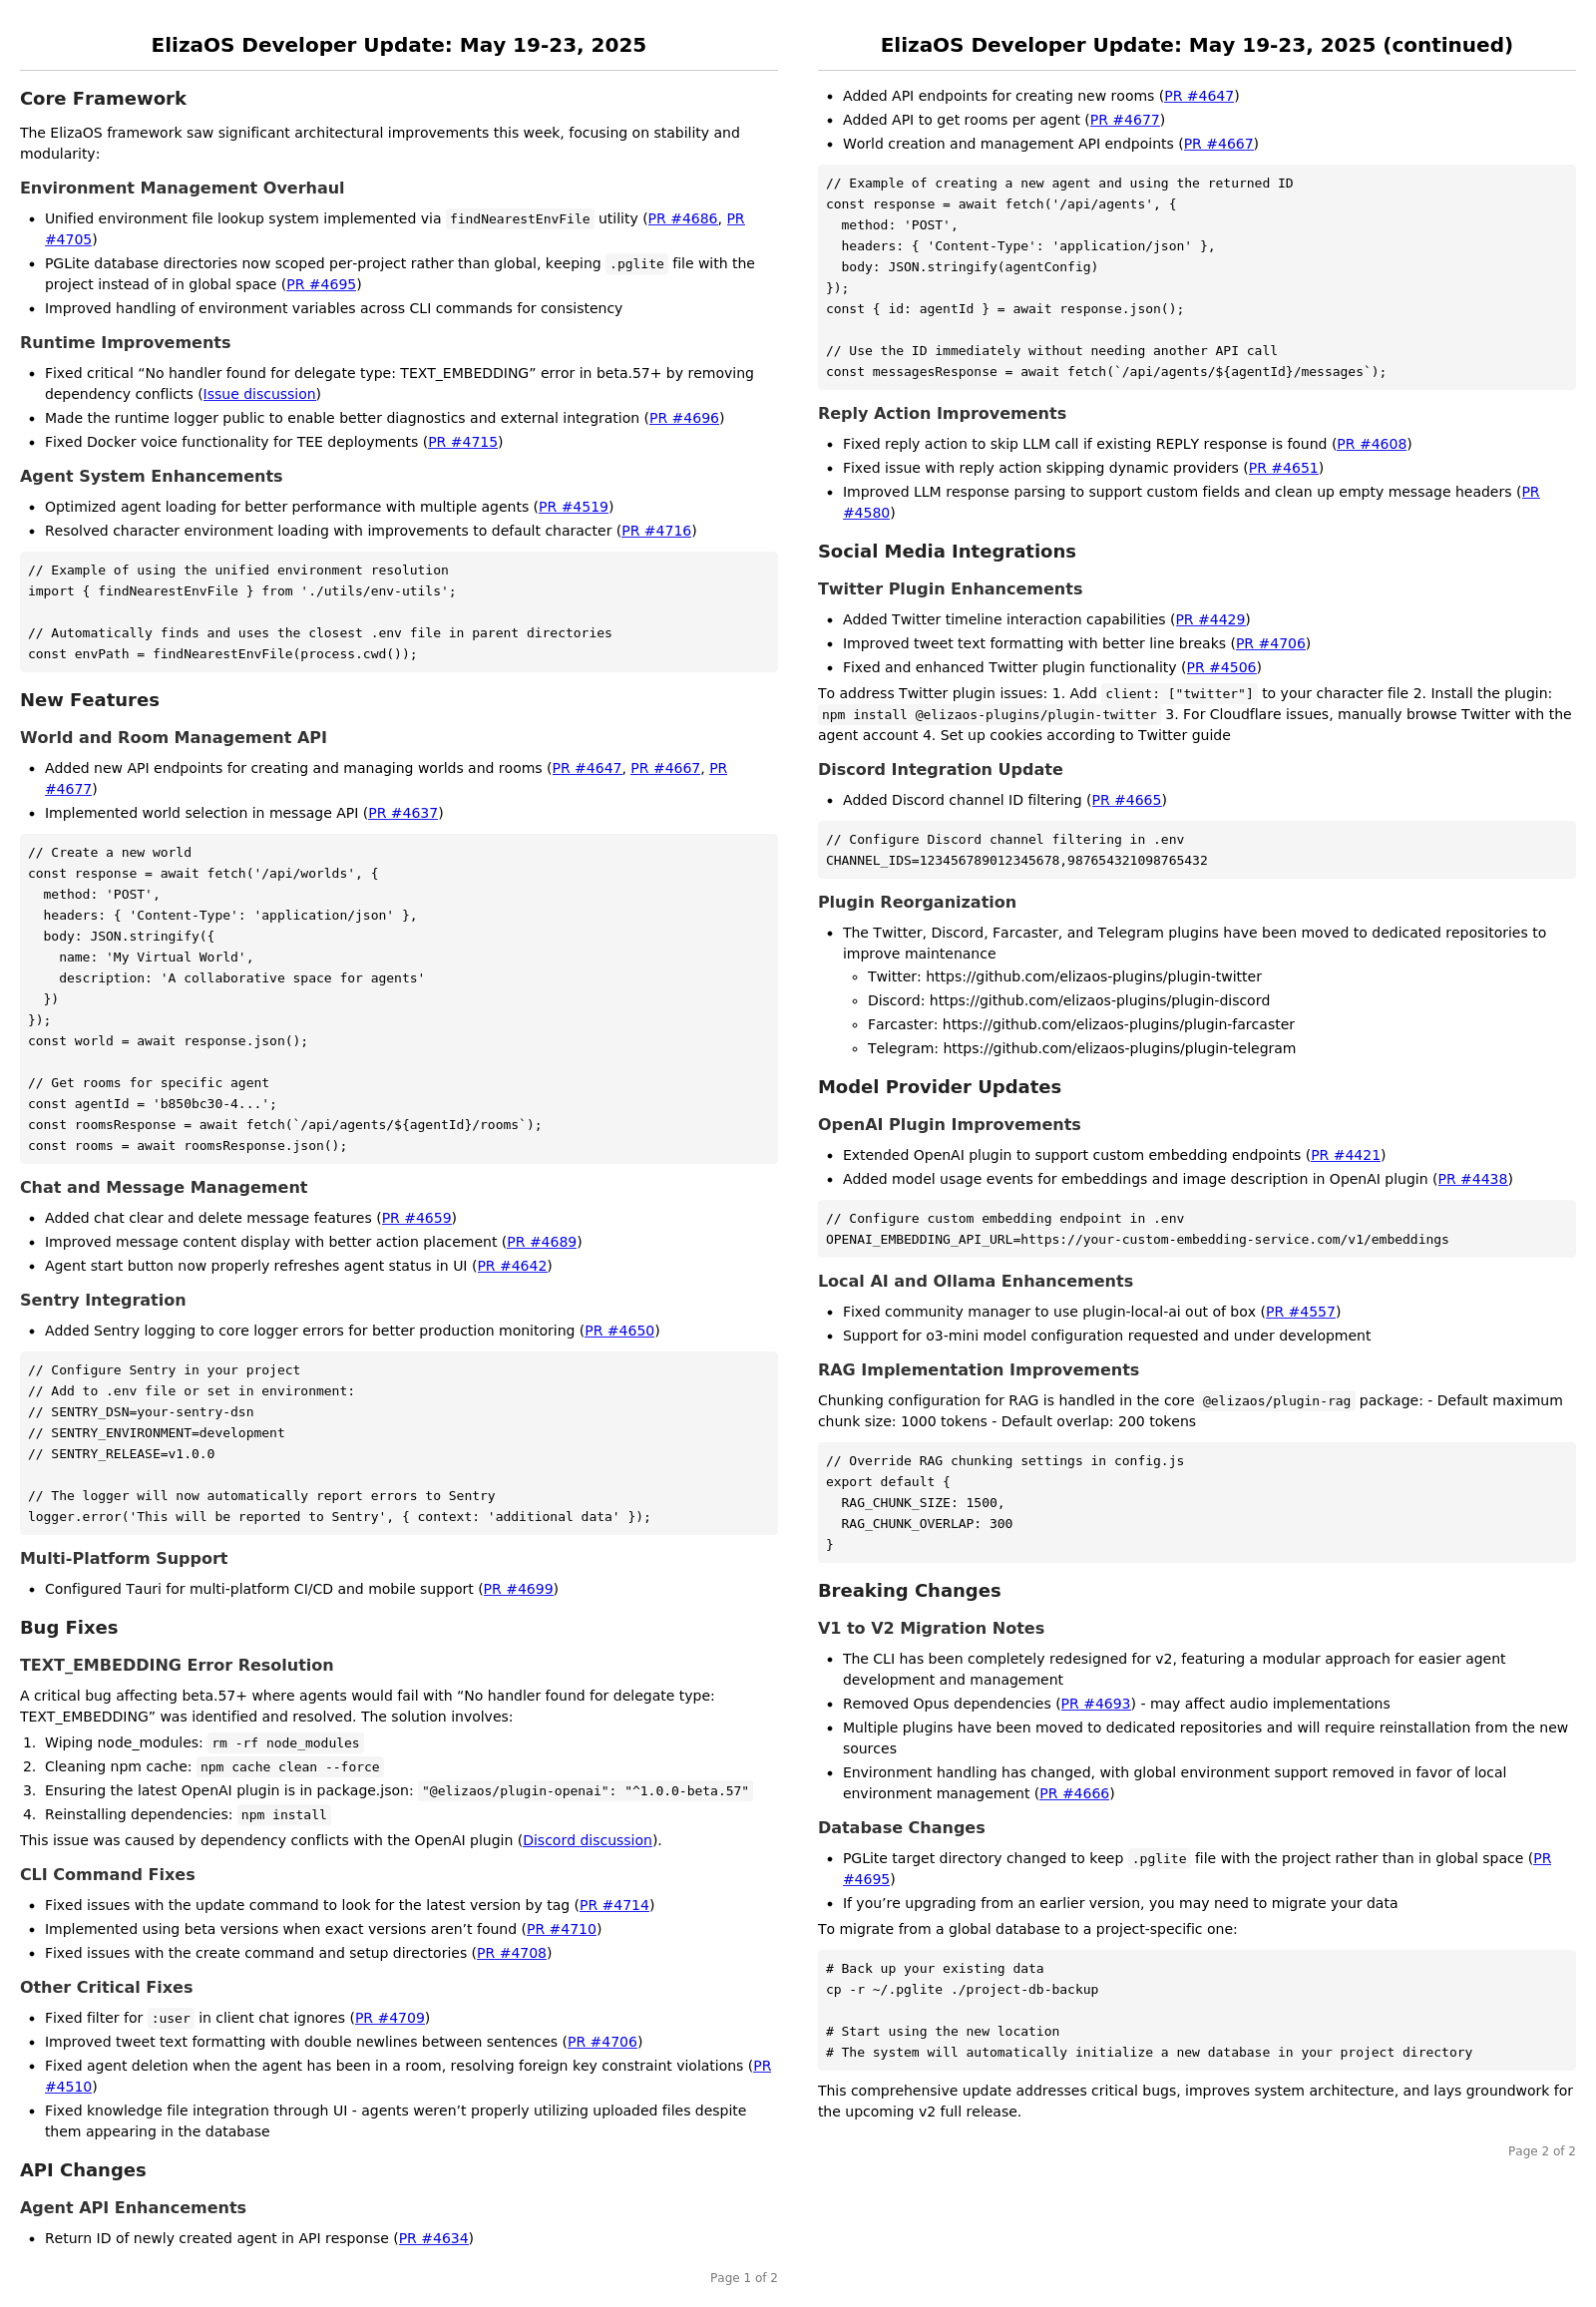 ElizaOS Developer Update: May 19-23, 2025
Core Framework
The ElizaOS framework saw significant architectural improvements this week, focusing on stability and
modularity:
Environment Management Overhaul
• Unified environment file lookup system implemented via findNearestEnvFile utility (PR #4686, PR
#4705)
• PGLite database directories now scoped per-project rather than global, keeping .pglite file with the
project instead of in global space (PR #4695)
• Improved handling of environment variables across CLI commands for consistency
Runtime Improvements
• Fixed critical “No handler found for delegate type: TEXT_EMBEDDING” error in beta.57+ by removing
dependency conflicts (Issue discussion)
• Made the runtime logger public to enable better diagnostics and external integration (PR #4696)
• Fixed Docker voice functionality for TEE deployments (PR #4715)
Agent System Enhancements
• Optimized agent loading for better performance with multiple agents (PR #4519)
• Resolved character environment loading with improvements to default character (PR #4716)
// Example of using the unified environment resolution
import { findNearestEnvFile } from './utils/env-utils';

// Automatically finds and uses the closest .env file in parent directories
const envPath = findNearestEnvFile(process.cwd());
New Features
World and Room Management API
• Added new API endpoints for creating and managing worlds and rooms (PR #4647, PR #4667, PR
#4677)
• Implemented world selection in message API (PR #4637)
// Create a new world
const response = await fetch('/api/worlds', {
  method: 'POST',
  headers: { 'Content-Type': 'application/json' },
  body: JSON.stringify({
    name: 'My Virtual World',
    description: 'A collaborative space for agents'
  })
});
const world = await response.json();

// Get rooms for specific agent
const agentId = 'b850bc30-4...';
const roomsResponse = await fetch(`/api/agents/${agentId}/rooms`);
const rooms = await roomsResponse.json();
Chat and Message Management
• Added chat clear and delete message features (PR #4659)
• Improved message content display with better action placement (PR #4689)
• Agent start button now properly refreshes agent status in UI (PR #4642)
Sentry Integration
• Added Sentry logging to core logger errors for better production monitoring (PR #4650)
// Configure Sentry in your project
// Add to .env file or set in environment:
// SENTRY_DSN=your-sentry-dsn
// SENTRY_ENVIRONMENT=development
// SENTRY_RELEASE=v1.0.0

// The logger will now automatically report errors to Sentry
logger.error('This will be reported to Sentry', { context: 'additional data' });
Multi-Platform Support
• Configured Tauri for multi-platform CI/CD and mobile support (PR #4699)
Bug Fixes
TEXT_EMBEDDING Error Resolution
A critical bug affecting beta.57+ where agents would fail with “No handler found for delegate type:
TEXT_EMBEDDING” was identified and resolved. The solution involves:
1. Wiping node_modules: rm -rf node_modules
2. Cleaning npm cache: npm cache clean --force
3. Ensuring the latest OpenAI plugin is in package.json: "@elizaos/plugin-openai": "^1.0.0-beta.57"
4. Reinstalling dependencies: npm install
This issue was caused by dependency conflicts with the OpenAI plugin (Discord discussion).
CLI Command Fixes
• Fixed issues with the update command to look for the latest version by tag (PR #4714)
• Implemented using beta versions when exact versions aren’t found (PR #4710)
• Fixed issues with the create command and setup directories (PR #4708)
Other Critical Fixes
• Fixed filter for :user in client chat ignores (PR #4709)
• Improved tweet text formatting with double newlines between sentences (PR #4706)
• Fixed agent deletion when the agent has been in a room, resolving foreign key constraint violations (PR
#4510)
• Fixed knowledge file integration through UI - agents weren’t properly utilizing uploaded files despite
them appearing in the database
API Changes
Agent API Enhancements
• Return ID of newly created agent in API response (PR #4634)
Page 1 of 2
ElizaOS Developer Update: May 19-23, 2025 (continued)
• Added API endpoints for creating new rooms (PR #4647)
• Added API to get rooms per agent (PR #4677)
• World creation and management API endpoints (PR #4667)
// Example of creating a new agent and using the returned ID
const response = await fetch('/api/agents', {
  method: 'POST',
  headers: { 'Content-Type': 'application/json' },
  body: JSON.stringify(agentConfig)
});
const { id: agentId } = await response.json();

// Use the ID immediately without needing another API call
const messagesResponse = await fetch(`/api/agents/${agentId}/messages`);
Reply Action Improvements
• Fixed reply action to skip LLM call if existing REPLY response is found (PR #4608)
• Fixed issue with reply action skipping dynamic providers (PR #4651)
• Improved LLM response parsing to support custom fields and clean up empty message headers (PR
#4580)
Social Media Integrations
Twitter Plugin Enhancements
• Added Twitter timeline interaction capabilities (PR #4429)
• Improved tweet text formatting with better line breaks (PR #4706)
• Fixed and enhanced Twitter plugin functionality (PR #4506)
To address Twitter plugin issues: 1. Add client: ["twitter"] to your character file 2. Install the plugin:
npm install @elizaos-plugins/plugin-twitter 3. For Cloudflare issues, manually browse Twitter with the
agent account 4. Set up cookies according to Twitter guide
Discord Integration Update
• Added Discord channel ID filtering (PR #4665)
// Configure Discord channel filtering in .env
CHANNEL_IDS=123456789012345678,987654321098765432
Plugin Reorganization
• The Twitter, Discord, Farcaster, and Telegram plugins have been moved to dedicated repositories to
improve maintenance
◦ Twitter: https://github.com/elizaos-plugins/plugin-twitter
◦ Discord: https://github.com/elizaos-plugins/plugin-discord
◦ Farcaster: https://github.com/elizaos-plugins/plugin-farcaster
◦ Telegram: https://github.com/elizaos-plugins/plugin-telegram
Model Provider Updates
OpenAI Plugin Improvements
• Extended OpenAI plugin to support custom embedding endpoints (PR #4421)
• Added model usage events for embeddings and image description in OpenAI plugin (PR #4438)
// Configure custom embedding endpoint in .env
OPENAI_EMBEDDING_API_URL=https://your-custom-embedding-service.com/v1/embeddings
Local AI and Ollama Enhancements
• Fixed community manager to use plugin-local-ai out of box (PR #4557)
• Support for o3-mini model configuration requested and under development
RAG Implementation Improvements
Chunking configuration for RAG is handled in the core @elizaos/plugin-rag package: - Default maximum
chunk size: 1000 tokens - Default overlap: 200 tokens
// Override RAG chunking settings in config.js
export default {
  RAG_CHUNK_SIZE: 1500,
  RAG_CHUNK_OVERLAP: 300
}
Breaking Changes
V1 to V2 Migration Notes
• The CLI has been completely redesigned for v2, featuring a modular approach for easier agent
development and management
• Removed Opus dependencies (PR #4693) - may affect audio implementations
• Multiple plugins have been moved to dedicated repositories and will require reinstallation from the new
sources
• Environment handling has changed, with global environment support removed in favor of local
environment management (PR #4666)
Database Changes
• PGLite target directory changed to keep .pglite file with the project rather than in global space (PR
#4695)
• If you’re upgrading from an earlier version, you may need to migrate your data
To migrate from a global database to a project-specific one:
# Back up your existing data
cp -r ~/.pglite ./project-db-backup

# Start using the new location
# The system will automatically initialize a new database in your project directory
This comprehensive update addresses critical bugs, improves system architecture, and lays groundwork for
the upcoming v2 full release.
Page 2 of 2